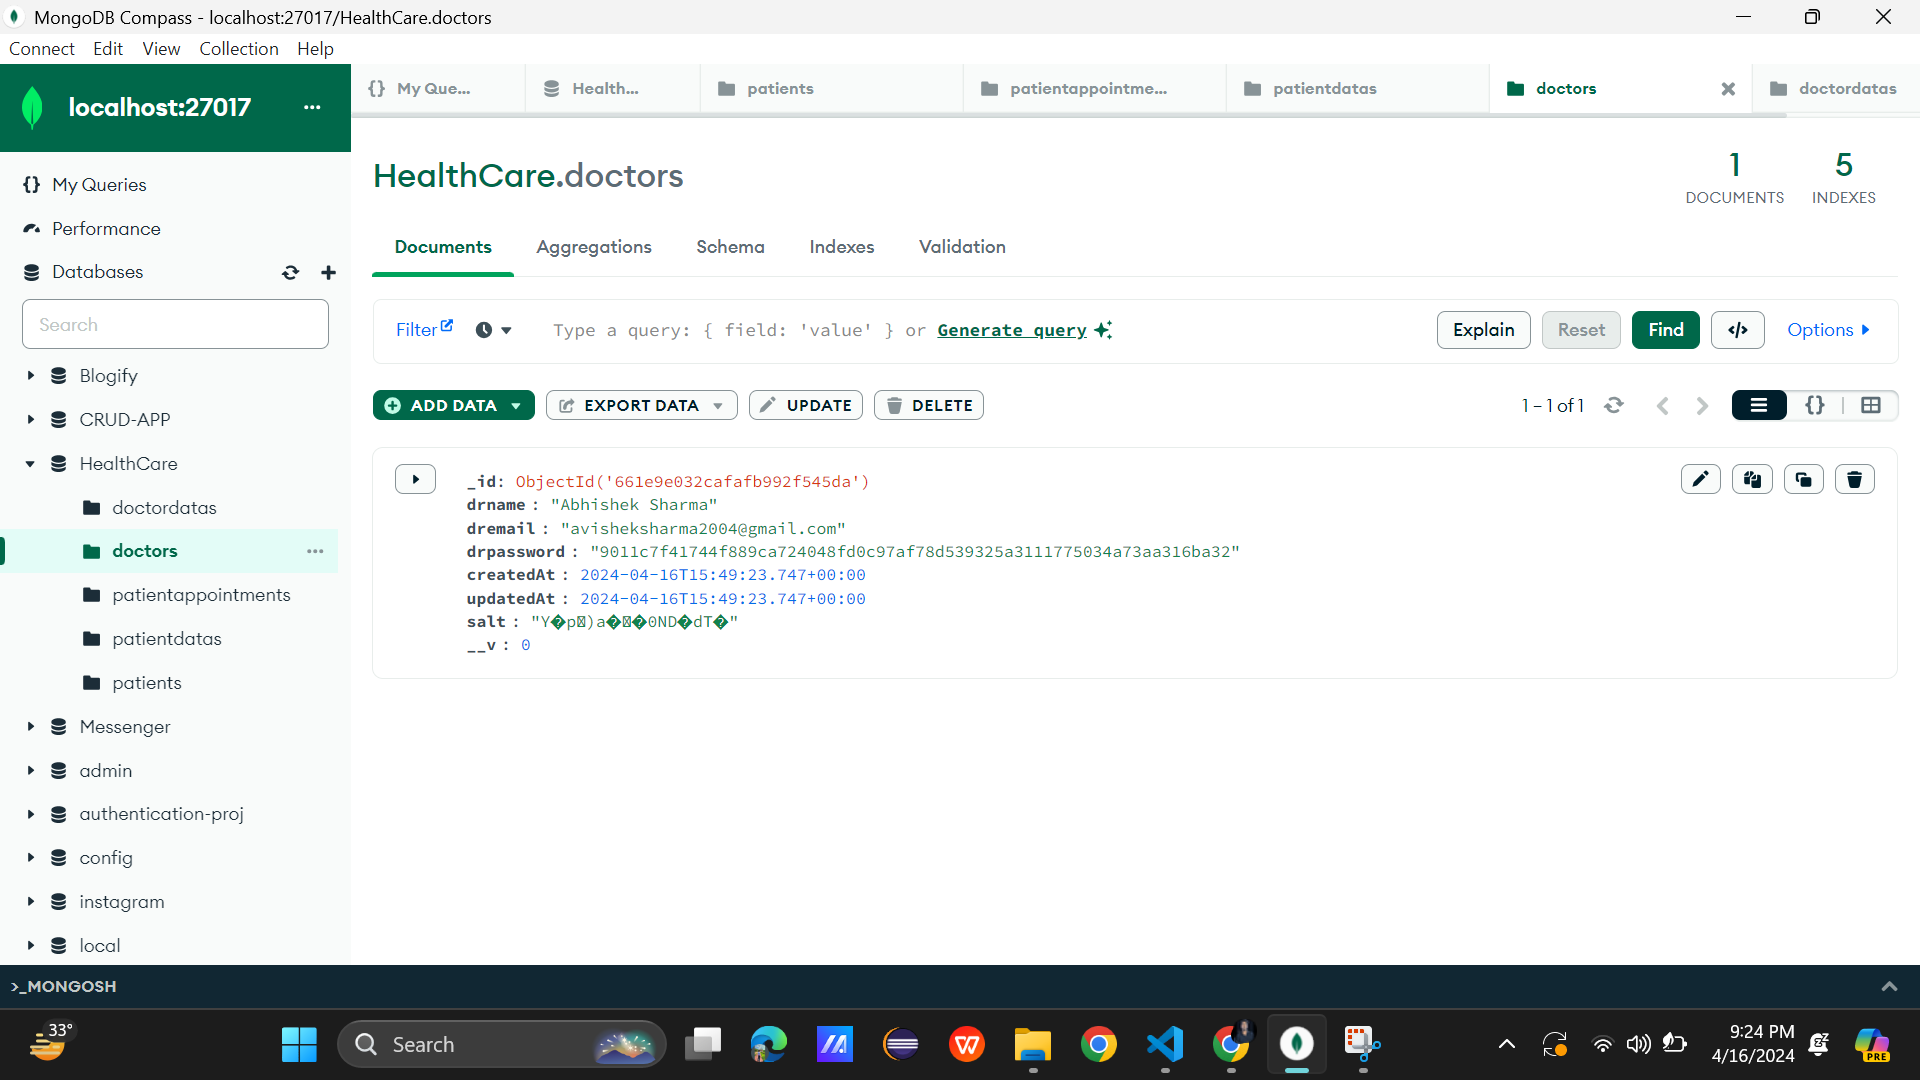 MongoDB Compass - localhost:27017/HealthCare.doctors
Connect Edit View Collection Help
localhost:27017 ...
{} My Que... Health... patients patientappointme... patientdatas doctors doctordatas
My Queries
Performance
Databases
Search
Blogify
CRUD-APP
HealthCare
doctordatas
doctors
patientappointments
patientdatas
patients
Messenger
admin
authentication-proj
config
instagram
local
HealthCare.doctors
1 5
DOCUMENTS INDEXES
Documents Aggregations Schema Indexes Validation
Filter Type a query: { field: 'value' } or Generate query Explain Reset Find </> Options
ADD DATA EXPORT DATA UPDATE DELETE 1 – 1 of 1 {}
_id: ObjectId('661e9e032cafafb992f545da')
drname : "Abhishek Sharma"
dremail : "avisheksharma2004@gmail.com"
drpassword : "9011c7f41744f889ca724048fd0c97af78d539325a3111775034a73aa316ba32"
createdAt : 2024-04-16T15:49:23.747+00:00
updatedAt : 2024-04-16T15:49:23.747+00:00
salt : "Y�p)a��0ND�dT�"
__v : 0
>_MONGOSH
33°
Search
9:24 PM
4/16/2024
PRE